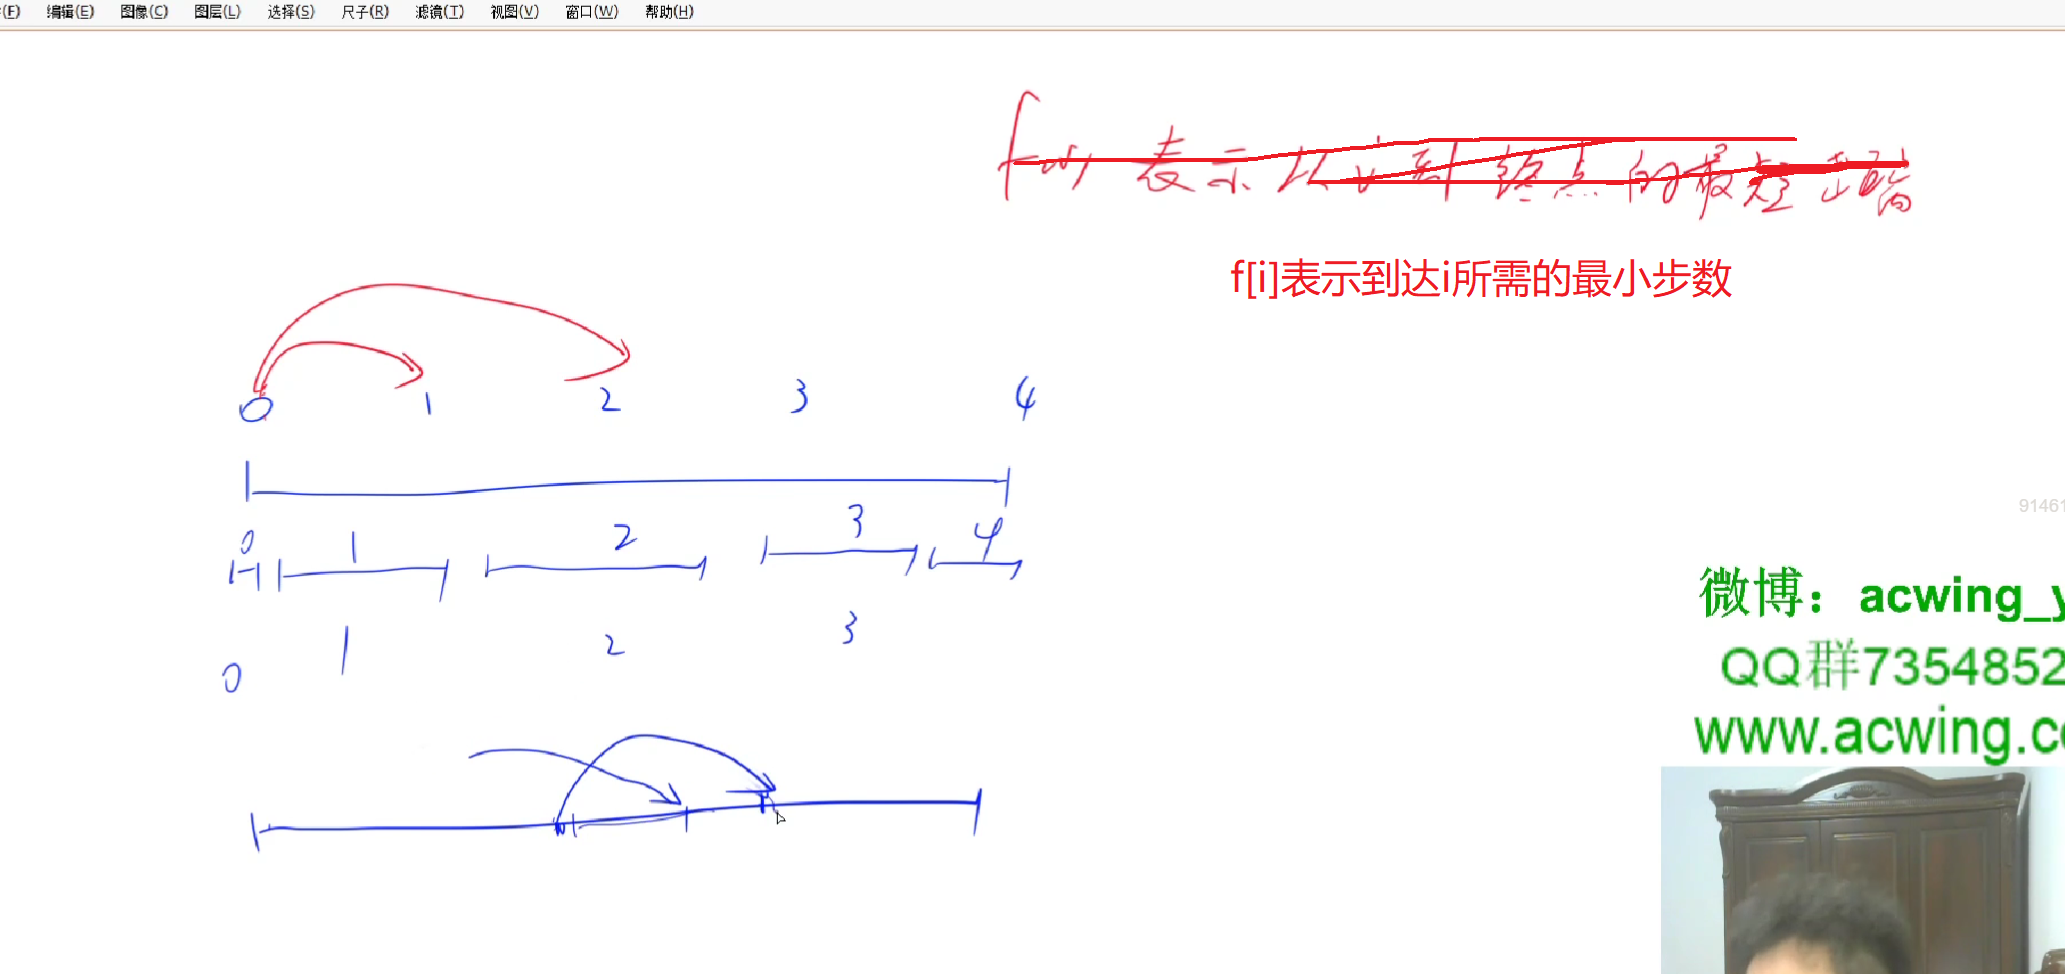 (F) 编辑(E) 图像(C) 图层(L) 选择(S) 尺子(R) 滤镜(T) 视图(V) 窗口(W) 帮助(H)
f(i) 表示从i到终点的最短步
f[i]表示到达i所需的最小步数
0 1 2 3 4
0 1 2 3 4
0 1 2 3
91461
微博：acwing_y
QQ群7354852
www.acwing.c